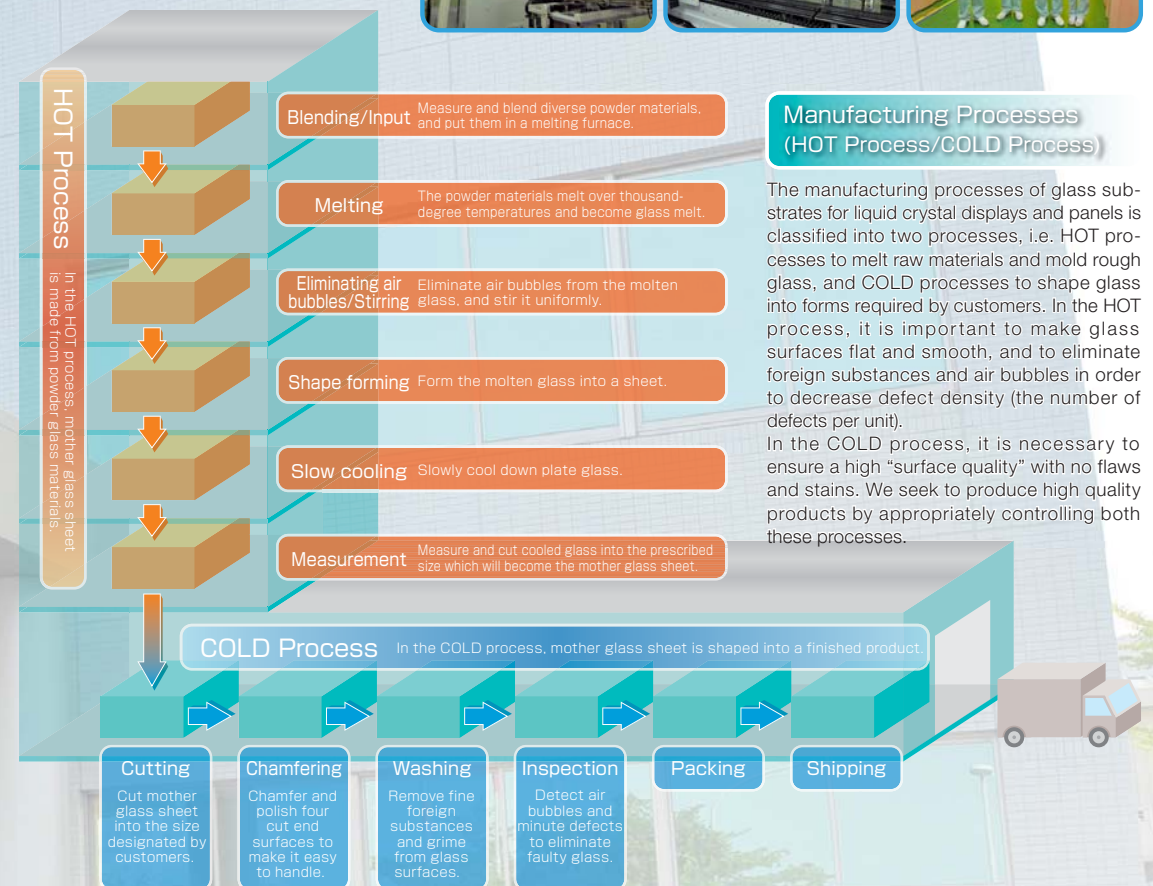 HOT Process
In the HOT process, mother glass sheet
is made from powder glass materials.
Blending/Input
Measure and blend diverse powder materials,
and put them in a melting furnace.
Melting
The powder materials melt over thousand-
degree temperatures and become glass melt.
Eliminating air
bubbles/Stirring
Eliminate air bubbles from the molten
glass, and stir it uniformly.
Shape forming
Form the molten glass into a sheet.
Slow cooling
Slowly cool down plate glass.
Measurement
Measure and cut cooled glass into the prescribed
size which will become the mother glass sheet.
Manufacturing Processes
(HOT Process/COLD Process)
The manufacturing processes of glass sub-
strates for liquid crystal displays and panels is
classified into two processes, i.e. HOT pro-
cesses to melt raw materials and mold rough
glass, and COLD processes to shape glass
into forms required by customers. In the HOT
process, it is important to make glass
surfaces flat and smooth, and to eliminate
foreign substances and air bubbles in order
to decrease defect density (the number of
defects per unit).
In the COLD process, it is necessary to
ensure a high “surface quality” with no flaws
and stains. We seek to produce high quality
products by appropriately controlling both
these processes.
COLD Process
In the COLD process, mother glass sheet is shaped into a finished product.
Cutting
Cut mother
glass sheet
into the size
designated by
customers.
Chamfering
Chamfer and
polish four
cut end
surfaces to
make it easy
to handle.
Washing
Remove fine
foreign
substances
and grime
from glass
surfaces.
Inspection
Detect air
bubbles and
minute defects
to eliminate
faulty glass.
Packing
Shipping